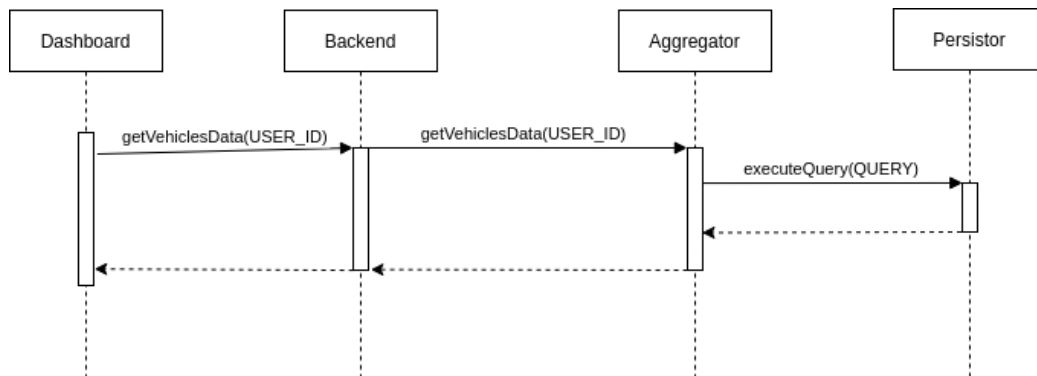 Dashboard
Backend
Aggregator
Persistor
getVehiclesData(USER_ID)
getVehiclesData(USER_ID)
executeQuery(QUERY)